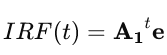 IRF(t) = A₁ᵗe